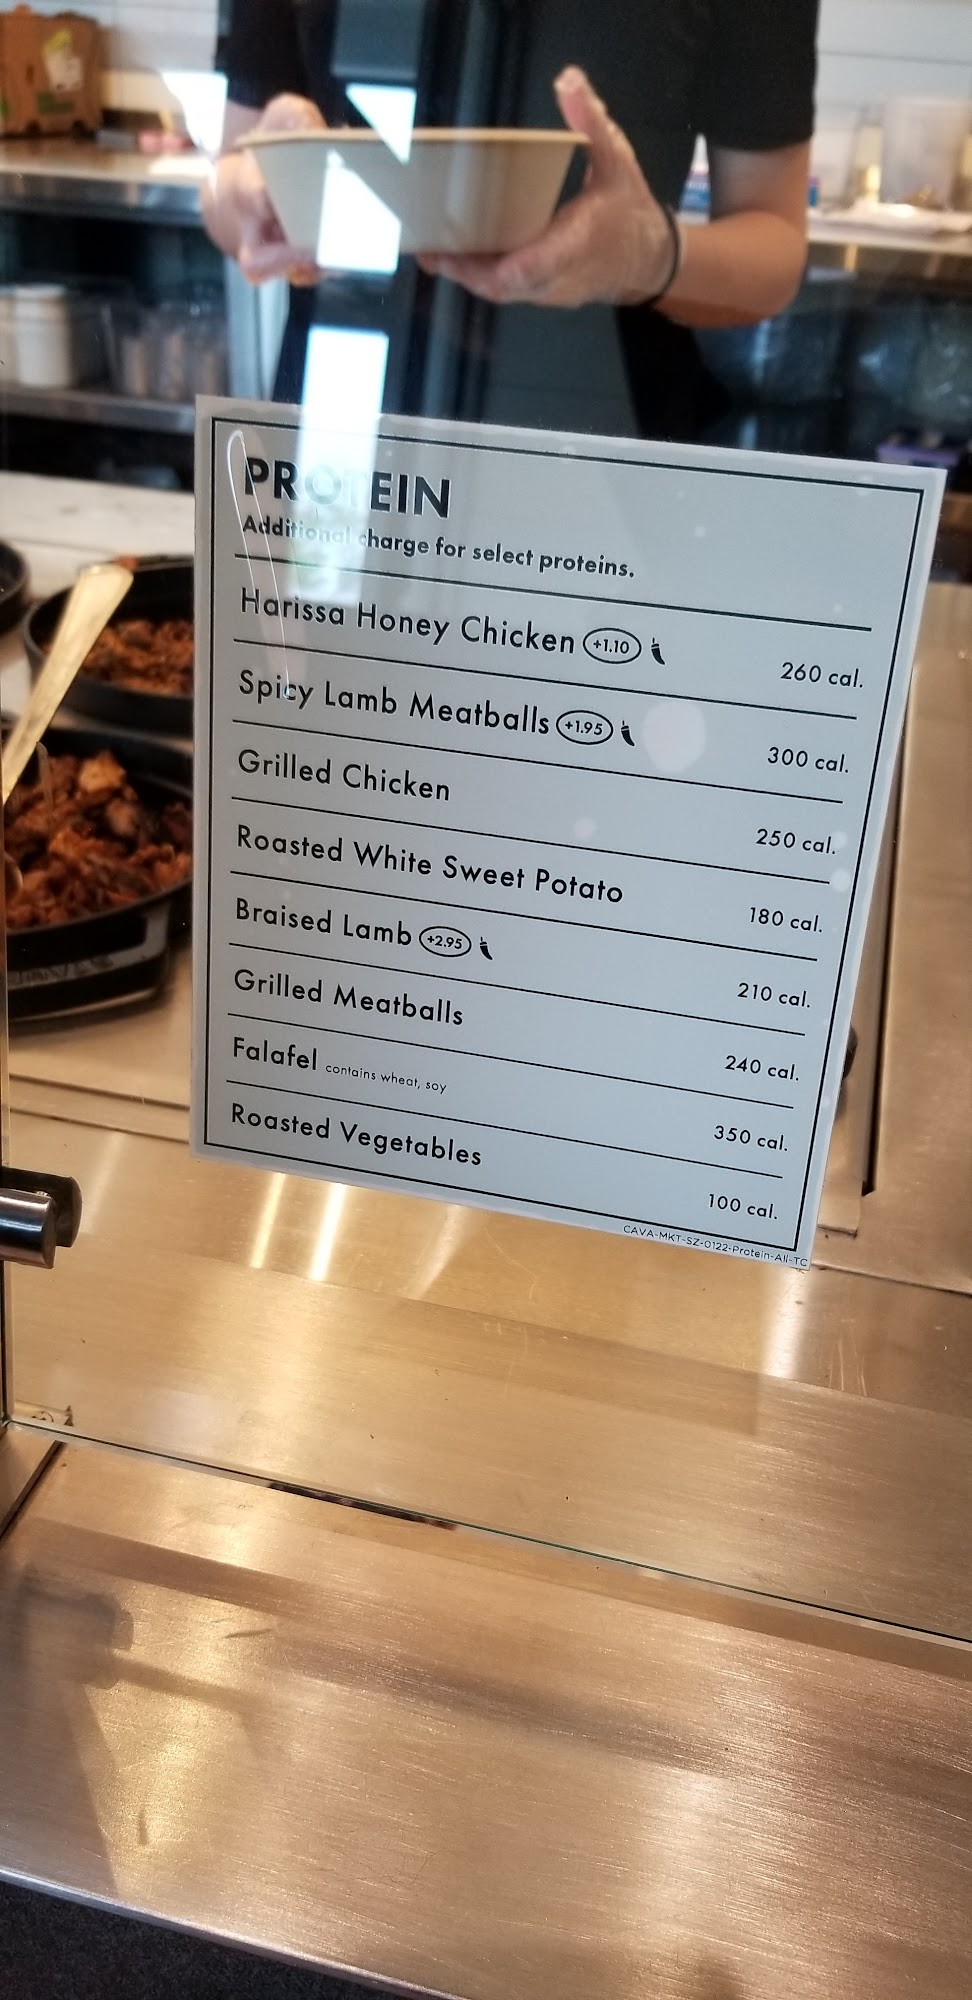 PROTEIN
Additional charge for select proteins.
Harissa Honey Chicken +1.10 260 cal.
Spicy Lamb Meatballs +1.95 300 cal.
Grilled Chicken 250 cal.
Roasted White Sweet Potato 180 cal.
Braised Lamb +2.95 210 cal.
Grilled Meatballs 240 cal.
Falafel contains wheat, soy 350 cal.
Roasted Vegetables 100 cal.
CAVA-MKT-SZ-0122-Protein-All-TC